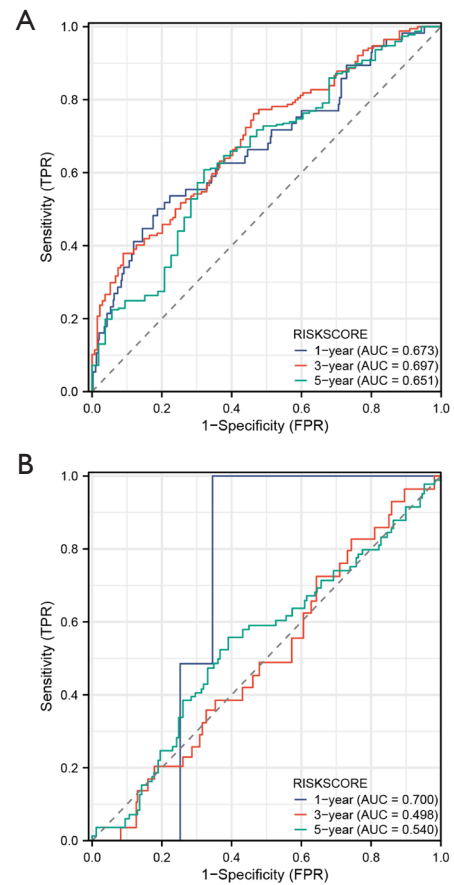 A
1.0
0.8
0.6
0.4
0.2
0.0
Sensitivity (TPR)
RISKSCORE
1-year (AUC = 0.673)
3-year (AUC = 0.697)
5-year (AUC = 0.651)
0.0 0.2 0.4 0.6 0.8 1.0
1-Specificity (FPR)
B
1.0
0.8
0.6
0.4
0.2
0.0
Sensitivity (TPR)
RISKSCORE
1-year (AUC = 0.700)
3-year (AUC = 0.498)
5-year (AUC = 0.540)
0.0 0.2 0.4 0.6 0.8 1.0
1-Specificity (FPR)